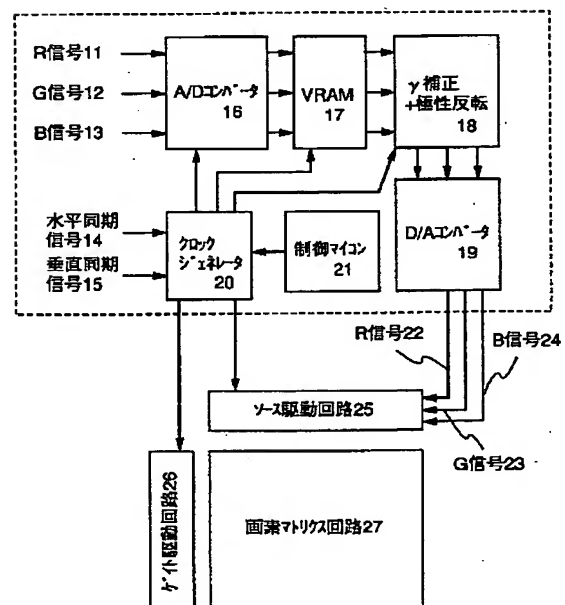 R信号11
G信号12
B信号13
A/Dコンバータ
16
VRAM
17
γ補正
+極性反転
18
水平同期
信号14
垂直同期
信号15
クロック
ジェネレータ
20
制御マイコン
21
D/Aコンバータ
19
R信号22
B信号24
ソース駆動回路25
G信号23
ゲイト駆動回路26
画素マトリクス回路27